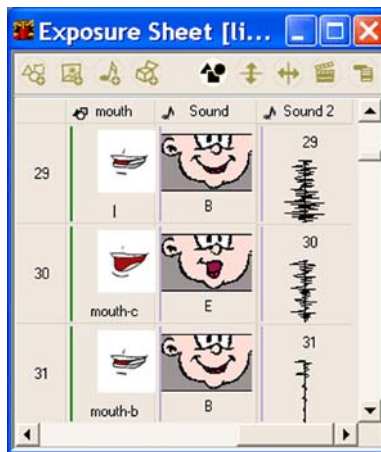 Exposure Sheet [li...
mouth Sound Sound 2
29 l B 29
30 mouth-c E 30
31 mouth-b B 31